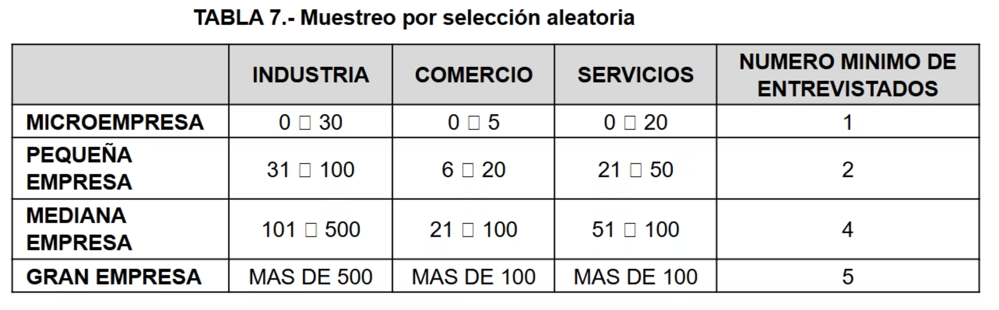 TABLA 7.- Muestreo por selección aleatoria
INDUSTRIA COMERCIO SERVICIOS NUMERO MINIMO DE ENTREVISTADOS
MICROEMPRESA 0 □ 30 0 □ 5 0 □ 20 1
PEQUEÑA EMPRESA 31 □ 100 6 □ 20 21 □ 50 2
MEDIANA EMPRESA 101 □ 500 21 □ 100 51 □ 100 4
GRAN EMPRESA MAS DE 500 MAS DE 100 MAS DE 100 5